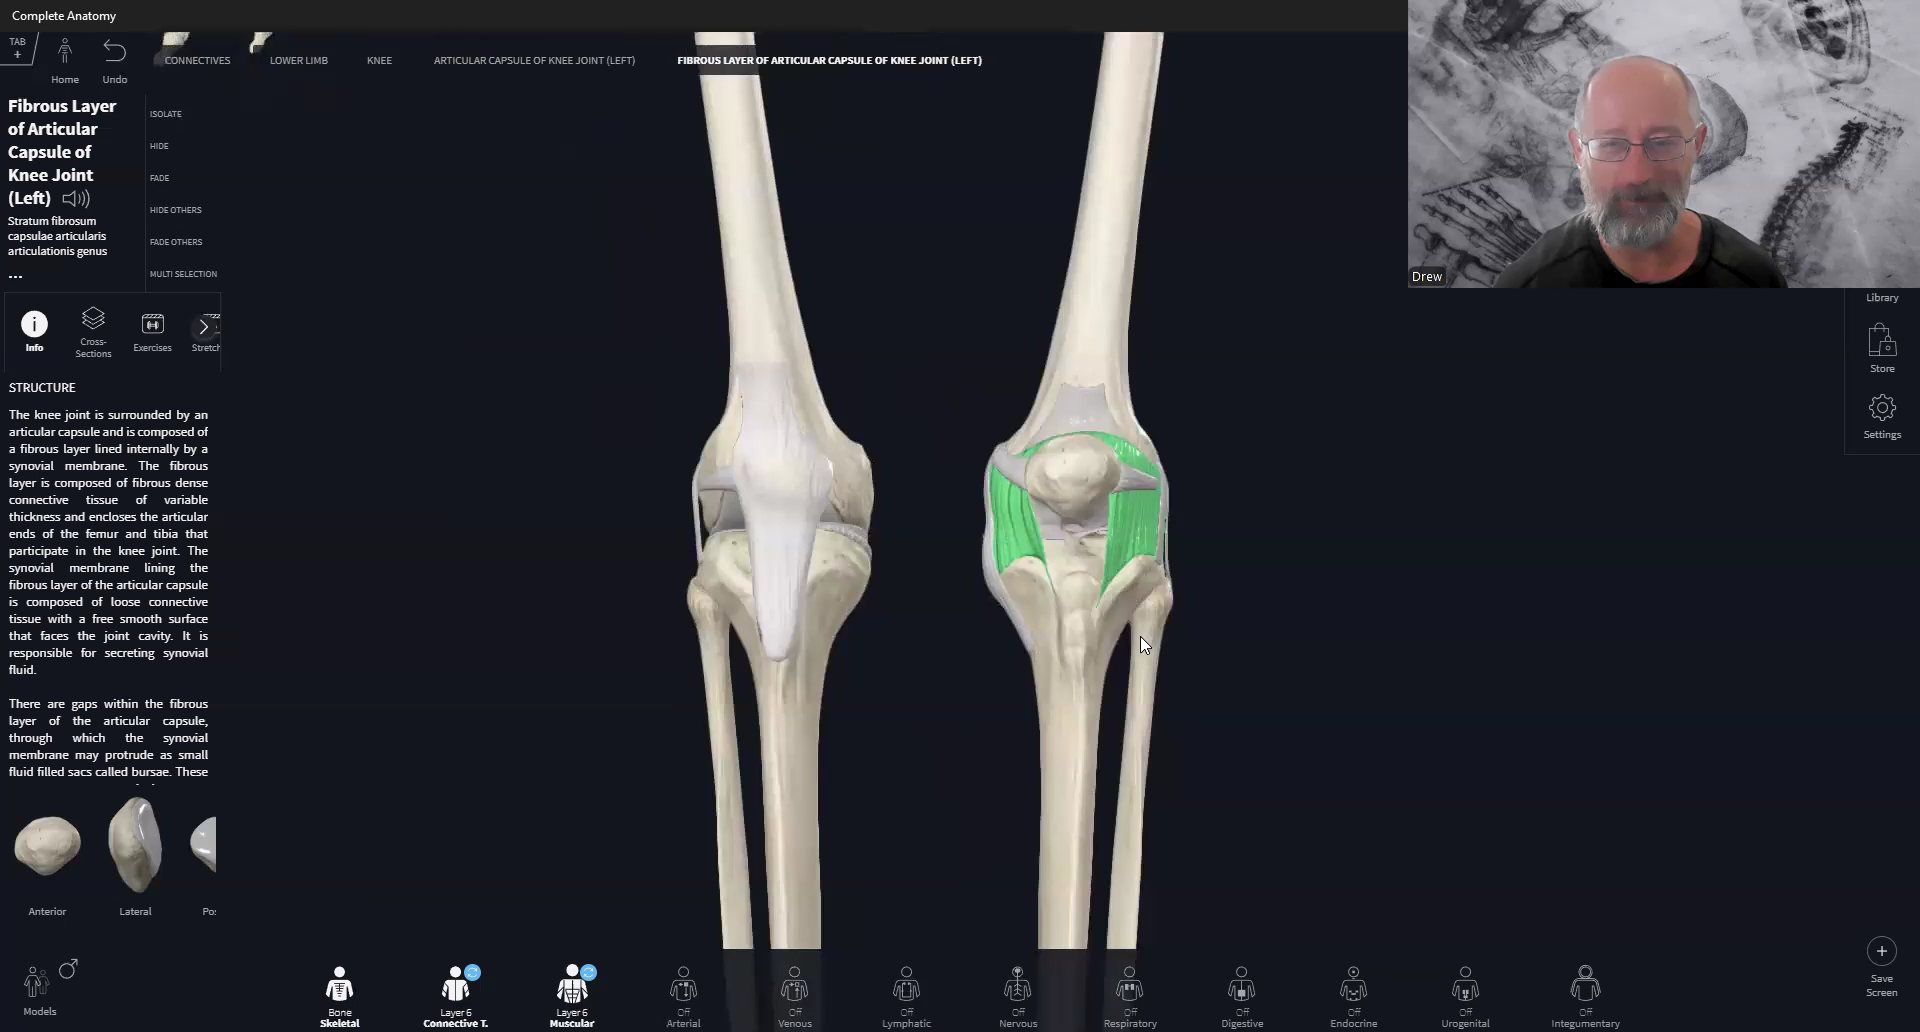 Complete Anatomy
TAB
+
Home
Undo
CONNECTIVES
LOWER LIMB
KNEE
ARTICULAR CAPSULE OF KNEE JOINT (LEFT)
FIBROUS LAYER OF ARTICULAR CAPSULE OF KNEE JOINT (LEFT)
Fibrous Layer
of Articular
Capsule of
Knee Joint
(Left)
Stratum fibrosum
capsulae articularis
articulationis genus
...
ISOLATE
HIDE
FADE
HIDE OTHERS
FADE OTHERS
MULTI SELECTION
Info
Cross-
Sections
Exercises
Stretch
STRUCTURE
The knee joint is surrounded by an
articular capsule and is composed of
a fibrous layer lined internally by a
synovial membrane. The fibrous
layer is composed of fibrous dense
connective tissue of variable
thickness and encloses the articular
ends of the femur and tibia that
participate in the knee joint. The
synovial membrane lining the
fibrous layer of the articular capsule
is composed of loose connective
tissue with a free smooth surface
that faces the joint cavity. It is
responsible for secreting synovial
fluid.
There are gaps within the fibrous
layer of the articular capsule,
through which the synovial
membrane may protrude as small
fluid filled sacs called bursae. These
Anterior
Lateral
Pos
Models
Bone
Skeletal
Layer 6
Connective T.
Layer 6
Muscular
Off
Arterial
Off
Venous
Off
Lymphatic
Off
Nervous
Off
Respiratory
Off
Digestive
Off
Endocrine
Off
Urogenital
Off
Integumentary
Drew
Library
Store
Settings
Save
Screen